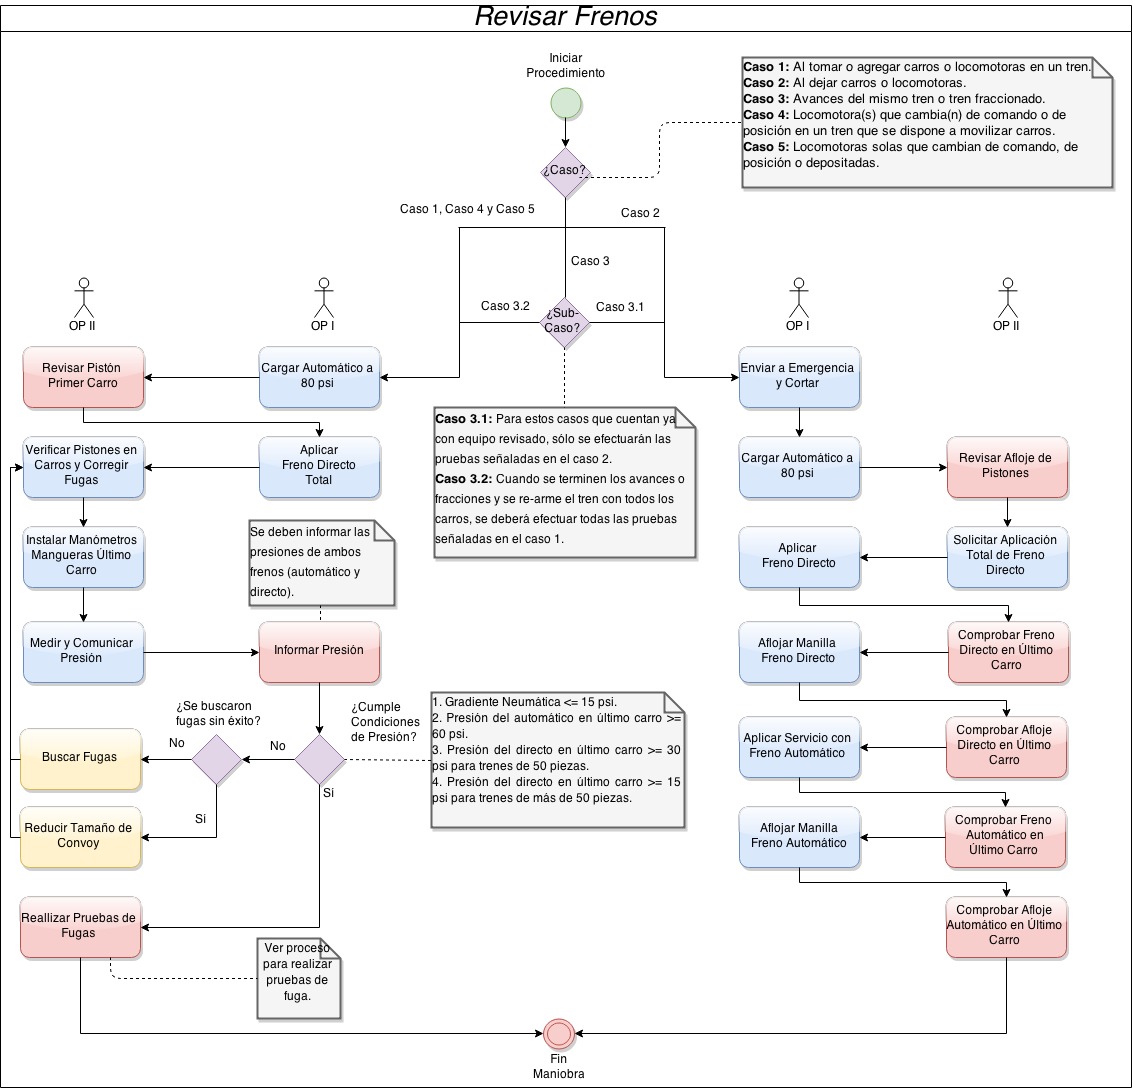 Revisar Frenos
Iniciar
Procedimiento
Caso 1: Al tomar o agregar carros o locomotoras en un tren.
Caso 2: Al dejar carros o locomotoras.
Caso 3: Avances del mismo tren o tren fraccionado.
Caso 4: Locomotora(s) que cambia(n) de comando o de
posición en un tren que se dispone a movilizar carros.
Caso 5: Locomotoras solas que cambian de comando, de
posición o depositadas.
¿Caso?
Caso 1, Caso 4 y Caso 5
Caso 2
Caso 3
Caso 3.2
¿Sub-
Caso?
Caso 3.1
OP II
OP I
OP I
OP II
Revisar Pistón
Primer Carro
Cargar Automático a
80 psi
Enviar a Emergencia
y Cortar
Caso 3.1: Para estos casos que cuentan ya
con equipo revisado, sólo se efectuarán las
pruebas señaladas en el caso 2.
Caso 3.2: Cuando se terminen los avances o
fracciones y se re-arme el tren con todos los
carros, se deberá efectuar todas las pruebas
señaladas en el caso 1.
Verificar Pistones en
Carros y Corregir
Fugas
Aplicar
Freno Directo
Total
Cargar Automático a
80 psi
Revisar Afloje de
Pistones
Instalar Manómetros
Mangueras Último
Carro
Se deben informar las
presiones de ambos
frenos (automático y
directo).
Aplicar
Freno Directo
Solicitar Aplicación
Total de Freno
Directo
Medir y Comunicar
Presión
Informar Presión
Aflojar Manilla
Freno Directo
Comprobar Freno
Directo en Último
Carro
¿Se buscaron
fugas sin éxito?
¿Cumple
Condiciones
de Presión?
1. Gradiente Neumática <= 15 psi.
2. Presión del automático en último carro >=
60 psi.
3. Presión del directo en último carro >= 30
psi para trenes de 50 piezas.
4. Presión del directo en último carro >= 15
psi para trenes de más de 50 piezas.
Aplicar Servicio con
Freno Automático
Comprobar Afloje
Directo en Último
Carro
No
No
Buscar Fugas
Sí
Sí
Reducir Tamaño de
Convoy
Aflojar Manilla
Freno Automático
Comprobar Freno
Automático en
Último Carro
Reallizar Pruebas de
Fugas
Comprobar Afloje
Automático en Último
Carro
Ver proceso
para realizar
pruebas de
fuga.
Fin
Maniobra